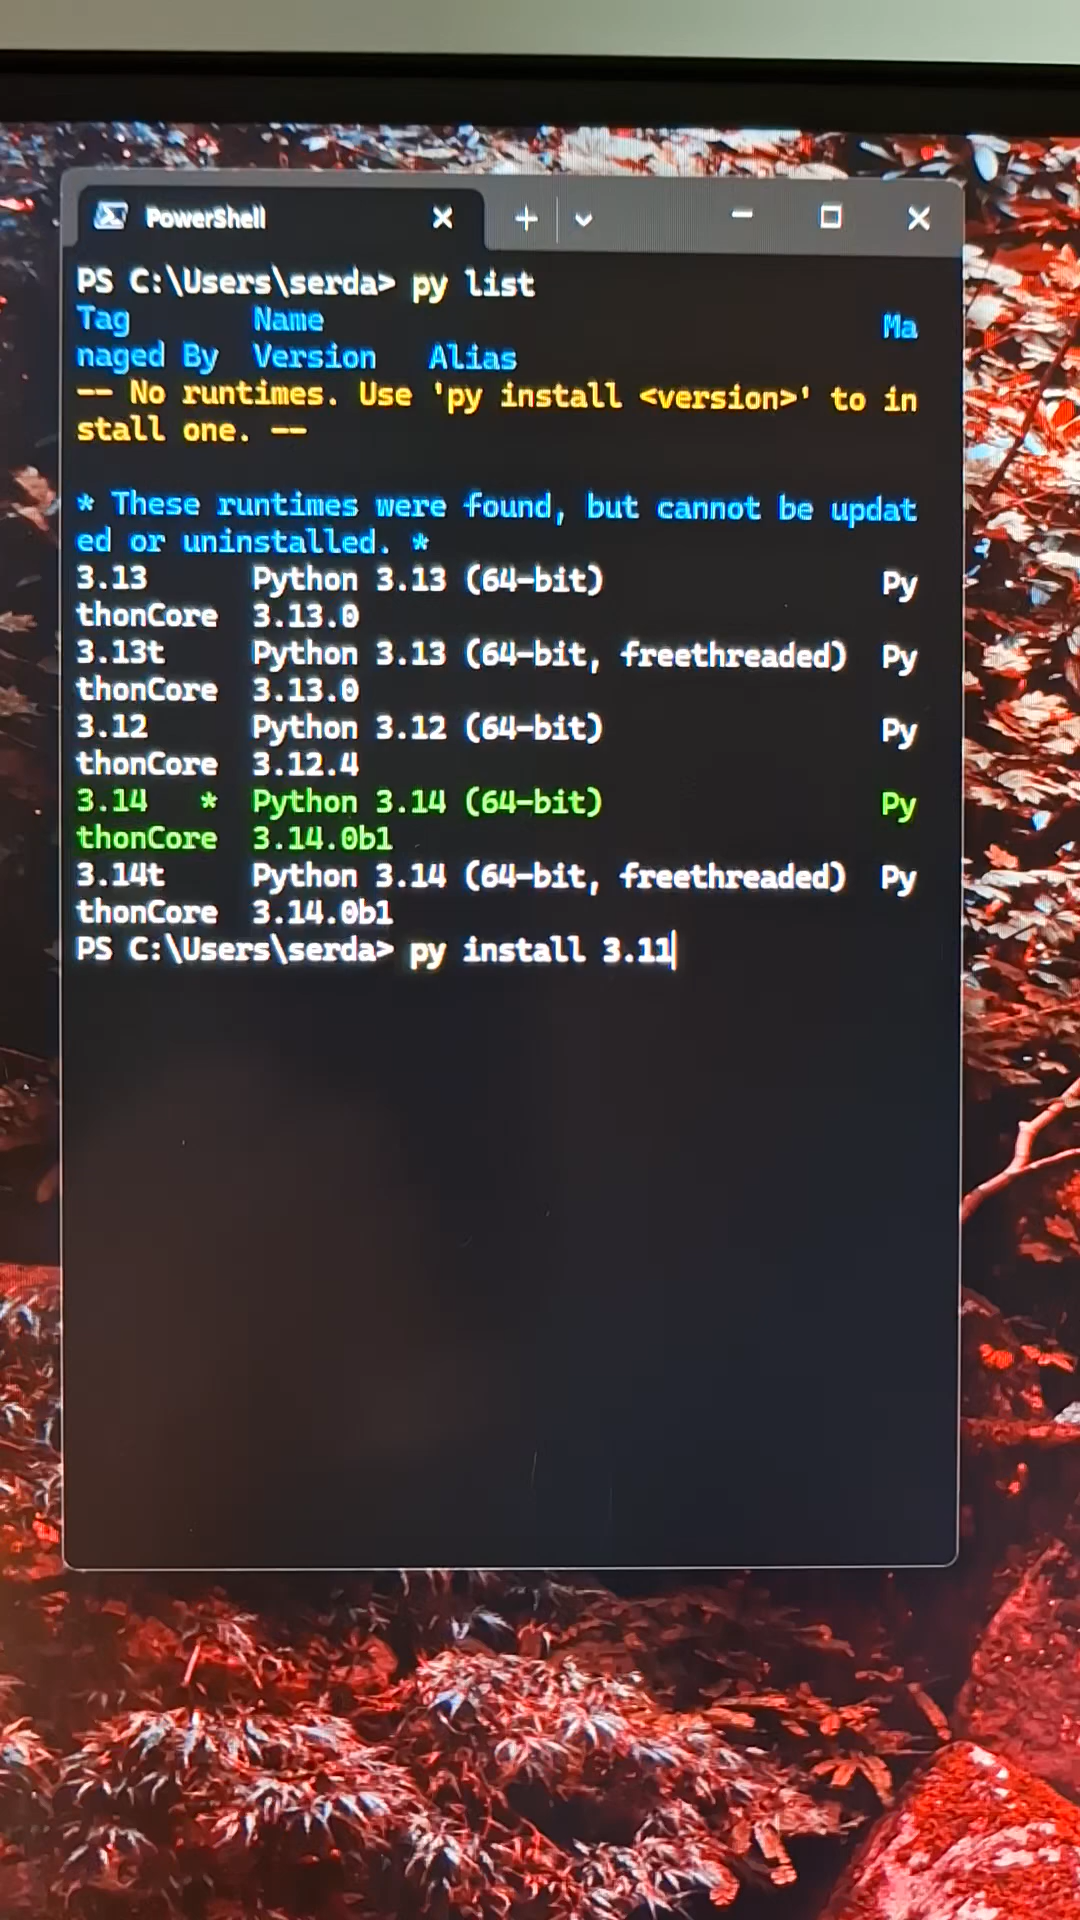 PowerShell
PS C:\Users\serda> py list
Tag Name Ma
naged By Version Alias
-- No runtimes. Use 'py install <version>' to in
stall one. --
* These runtimes were found, but cannot be updat
ed or uninstalled. *
3.13 Python 3.13 (64-bit) Py
thonCore 3.13.0
3.13t Python 3.13 (64-bit, freethreaded) Py
thonCore 3.13.0
3.12 Python 3.12 (64-bit) Py
thonCore 3.12.4
3.14 * Python 3.14 (64-bit) Py
thonCore 3.14.0b1
3.14t Python 3.14 (64-bit, freethreaded) Py
thonCore 3.14.0b1
PS C:\Users\serda> py install 3.11